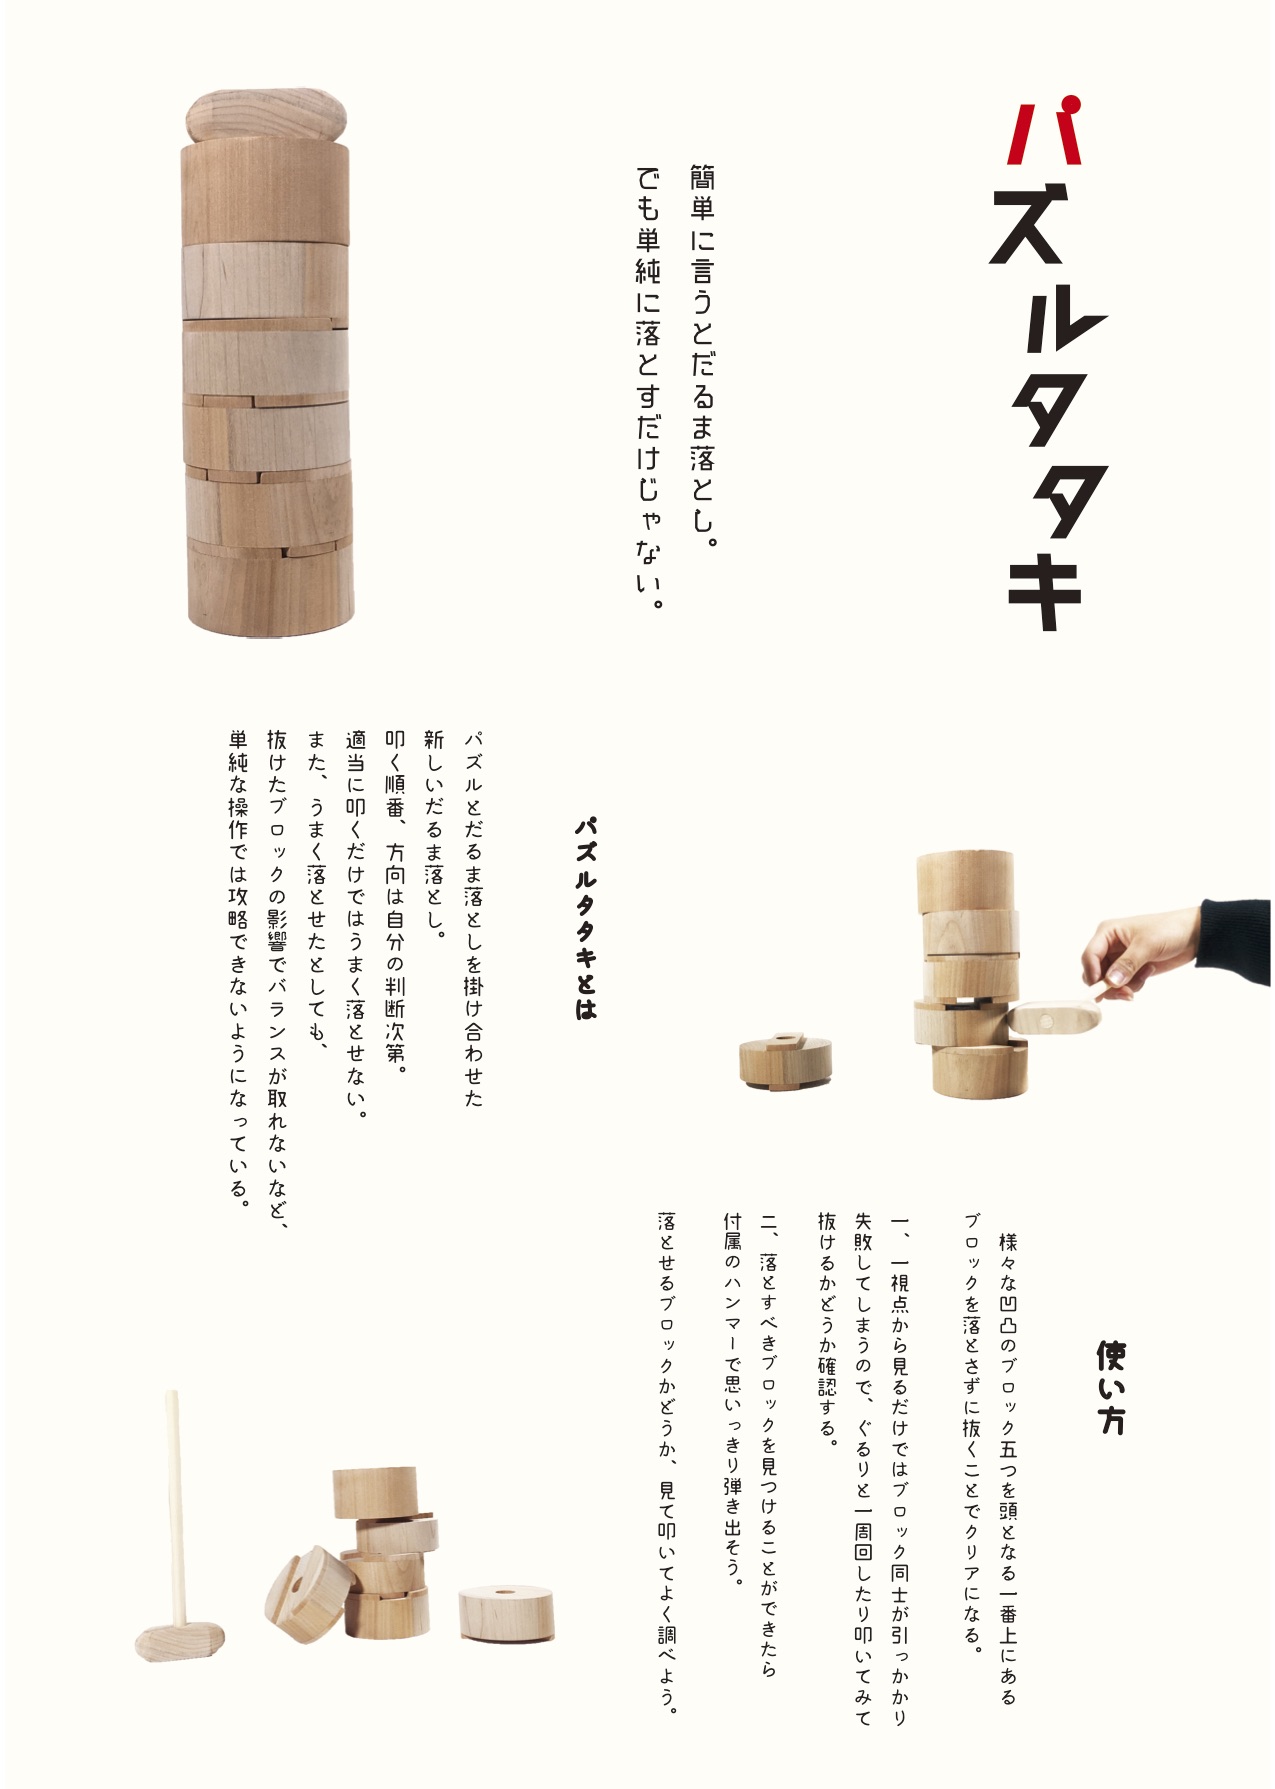 パズルタタキ
簡単に言うとだるま落とし。
でも単純に落とすだけじゃない。
パズルタタキとは
パズルとだるま落としを掛け合わせた
新しいだるま落とし。
叩く順番、方向は自分の判断次第。
適当に叩くだけではうまく落とせない。
また、うまく落とせたとしても、
抜けたブロックの影響でバランスが取れないなど、
単純な操作では攻略できないようになっている。
使い方
様々な凹凸のブロック五つを頭となる一番上にある
ブロックを落とさずに抜くことでクリアになる。
一、一視点から見るだけではブロック同士が引っかかり
失敗してしまうので、ぐるりと一周回したり叩いてみて
抜けるかどうか確認する。
二、落とすべきブロックを見つけることができたら
付属のハンマーで思いっきり弾き出そう。
落とせるブロックかどうか、見て叩いてよく調べよう。